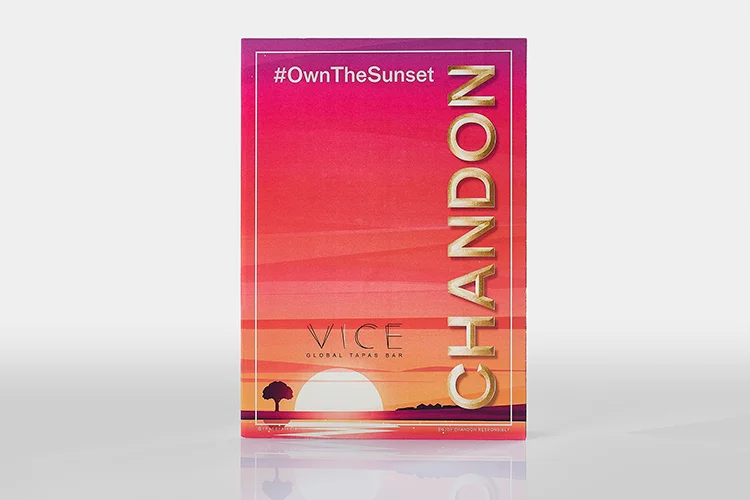 #OwnTheSunset
CHANDON
VICE
GLOBAL TAPAS BAR
ENJOY CHANDON RESPONSIBLY